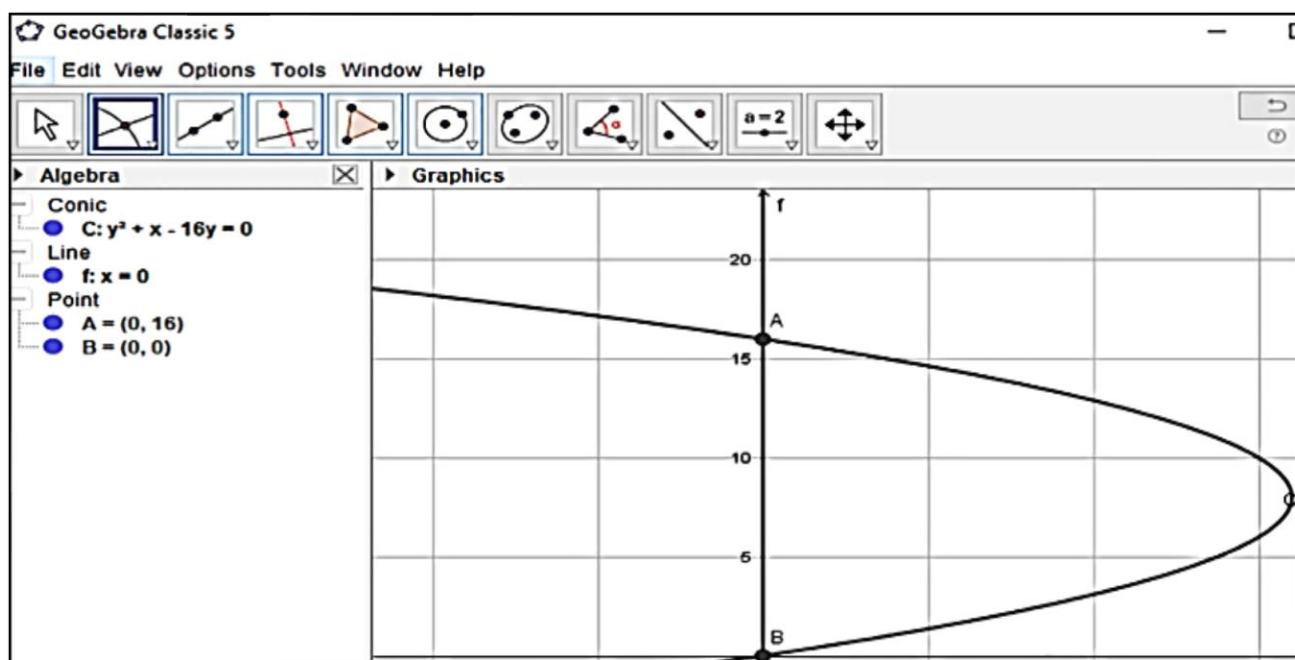 GeoGebra Classic 5
File Edit View Options Tools Window Help
a = 2
Algebra
Graphics
Conic
C: y² + x - 16y = 0
Line
f: x = 0
Point
A = (0, 16)
B = (0, 0)
f
20
A
15
10
C
5
B